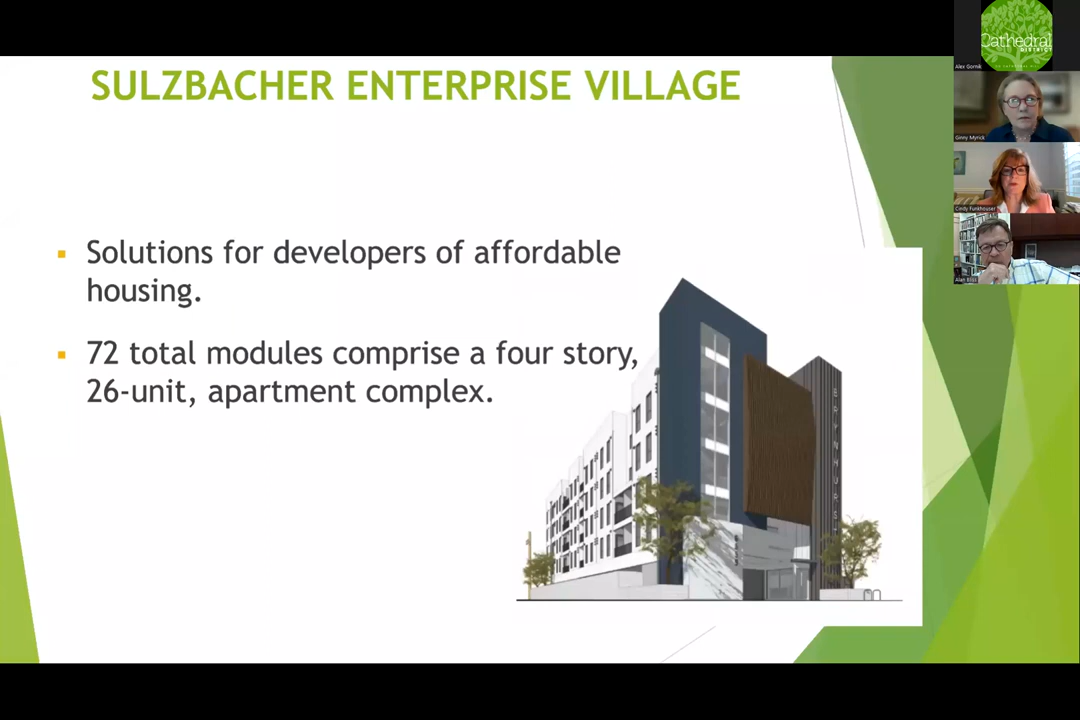 SULZBACHER ENTERPRISE VILLAGE
Solutions for developers of affordable
housing.
72 total modules comprise a four story,
26-unit, apartment complex.
BRYNHURST
Cathedral
DISTRICT
Alex Gornik
Ginny Myrick
Cindy Funkhouser
Alan